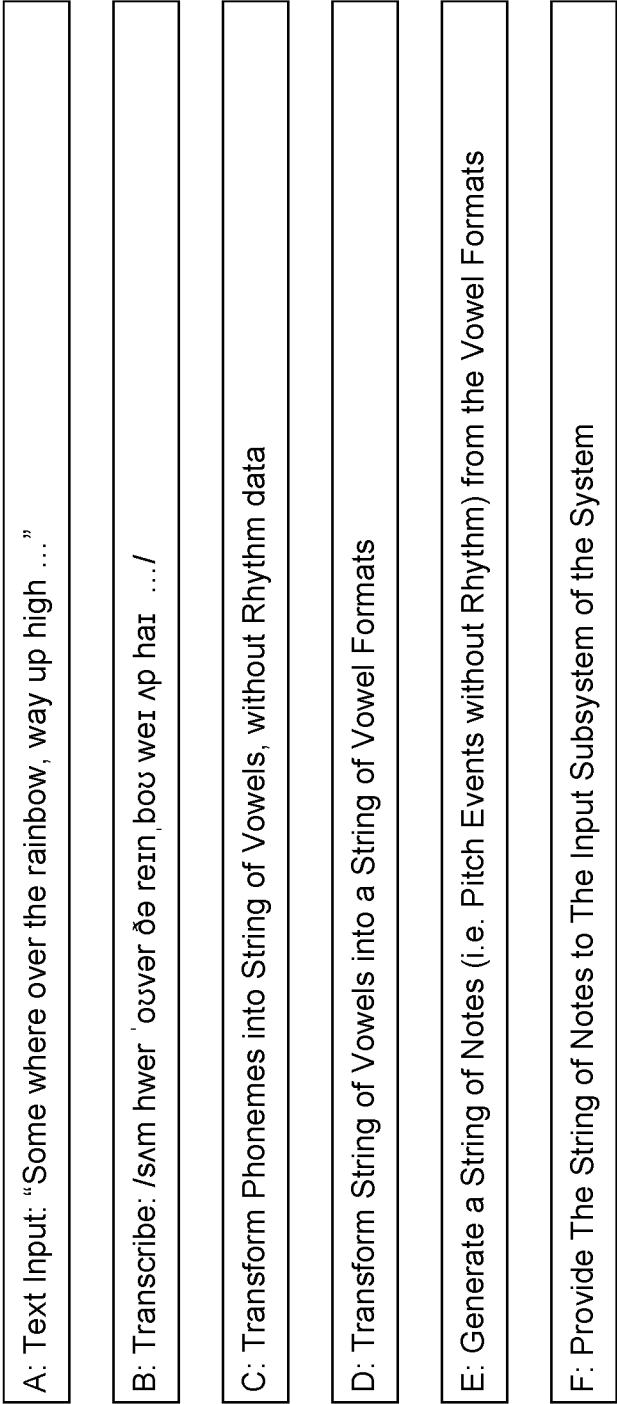 A: Text Input: “Some where over the rainbow, way up high …”
B: Transcribe: /sʌm hwer ˈoʊvər ðə reɪnˌboʊ weɪ ʌp haɪ …/
C: Transform Phonemes into String of Vowels, without Rhythm data
D: Transform String of Vowels into a String of Vowel Formats
E: Generate a String of Notes (i.e. Pitch Events without Rhythm) from the Vowel Formats
F: Provide The String of Notes to The Input Subsystem of the System